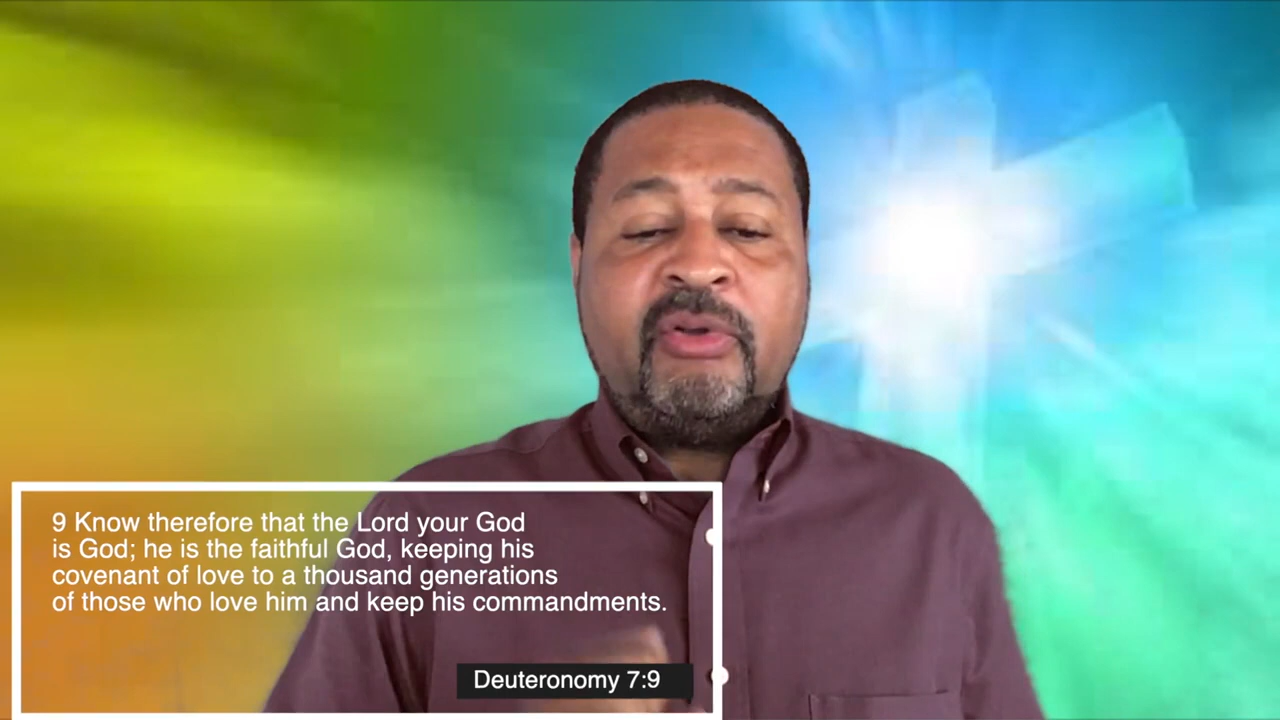 9 Know therefore that the Lord your God
is God; he is the faithful God, keeping his
covenant of love to a thousand generations
of those who love him and keep his commandments.
Deuteronomy 7:9